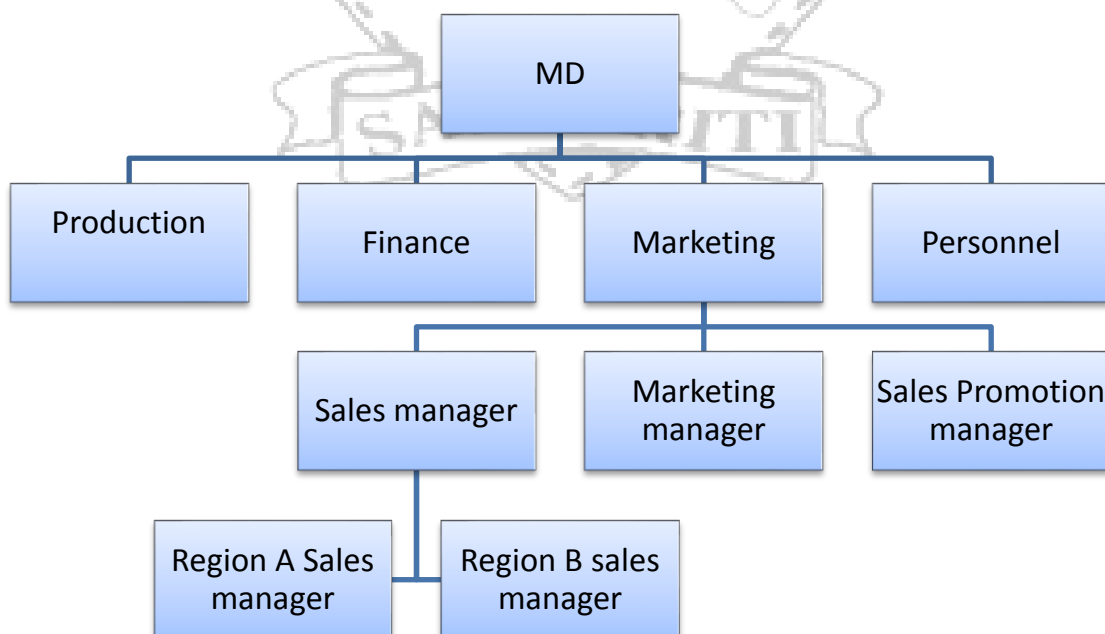 MD
Production
Finance
Marketing
Personnel
Sales manager
Marketing
manager
Sales Promotion
manager
Region A Sales
manager
Region B sales
manager